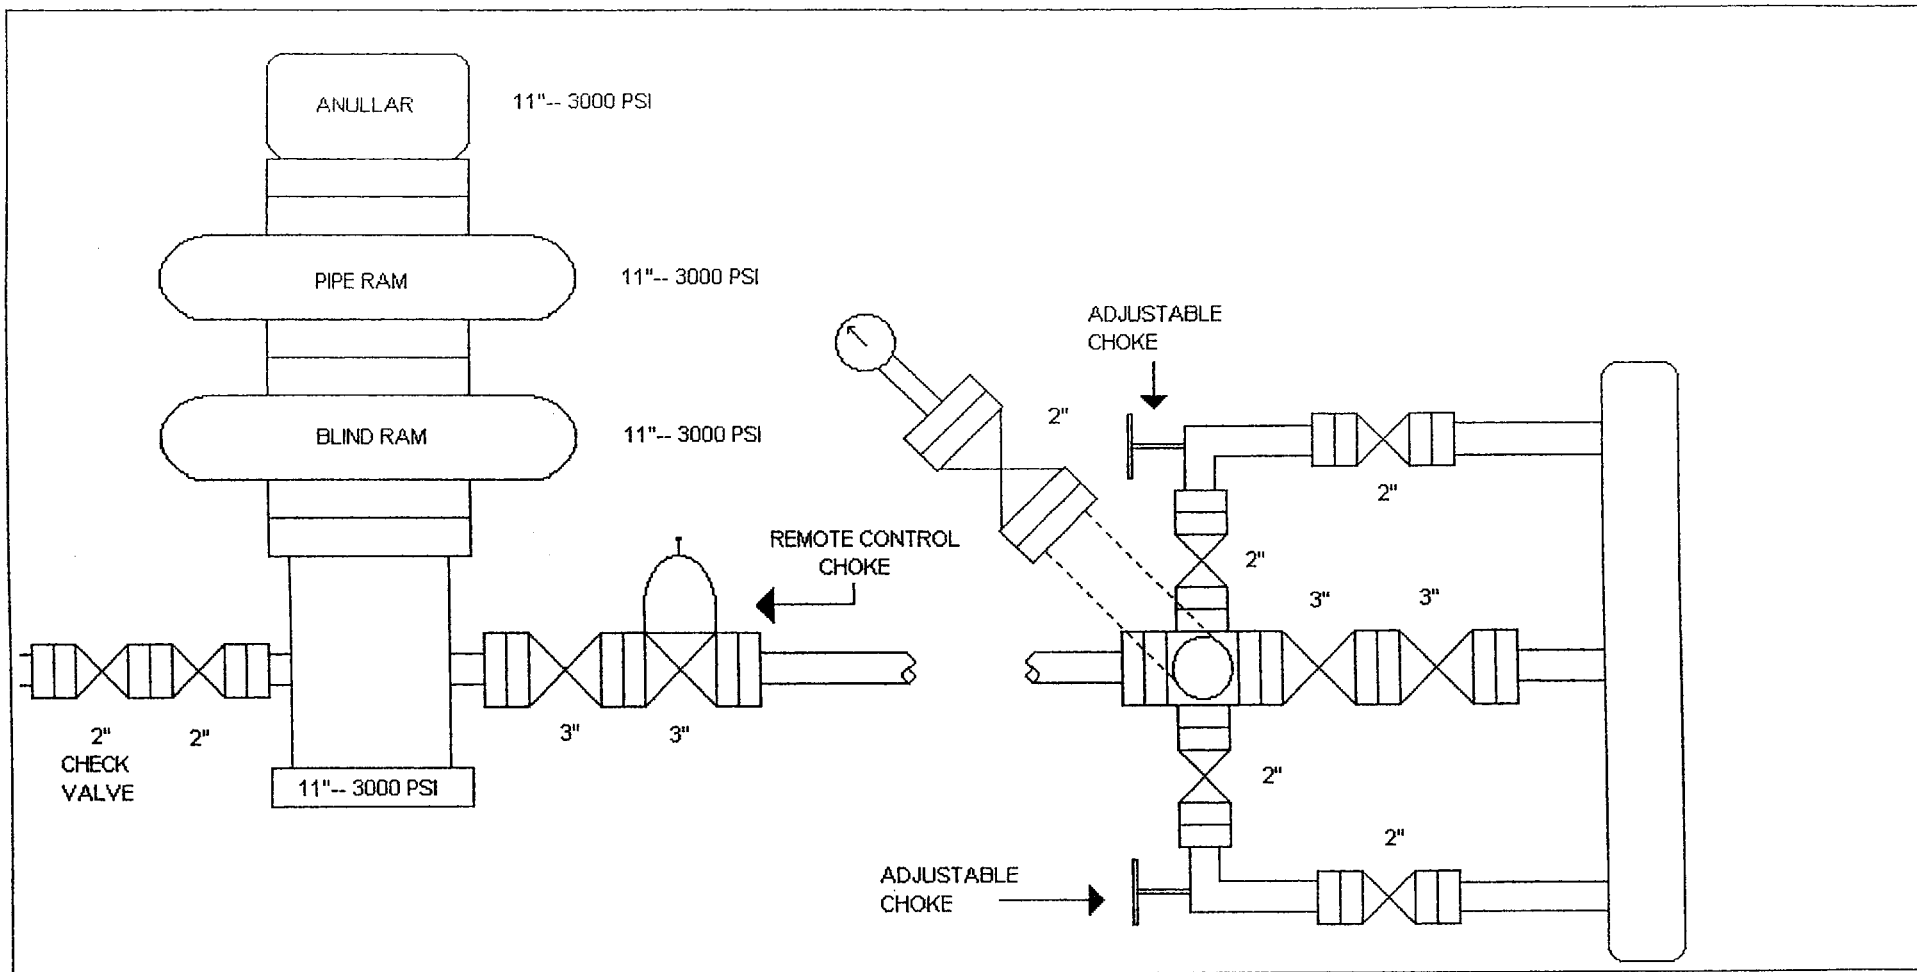 ANULLAR
11"-- 3000 PSI
PIPE RAM
11"-- 3000 PSI
BLIND RAM
11"-- 3000 PSI
ADJUSTABLE
CHOKE
2"
2"
2"
REMOTE CONTROL
CHOKE
3"
3"
2"
2"
3"
3"
CHECK
VALVE
11"-- 3000 PSI
2"
2"
ADJUSTABLE
CHOKE